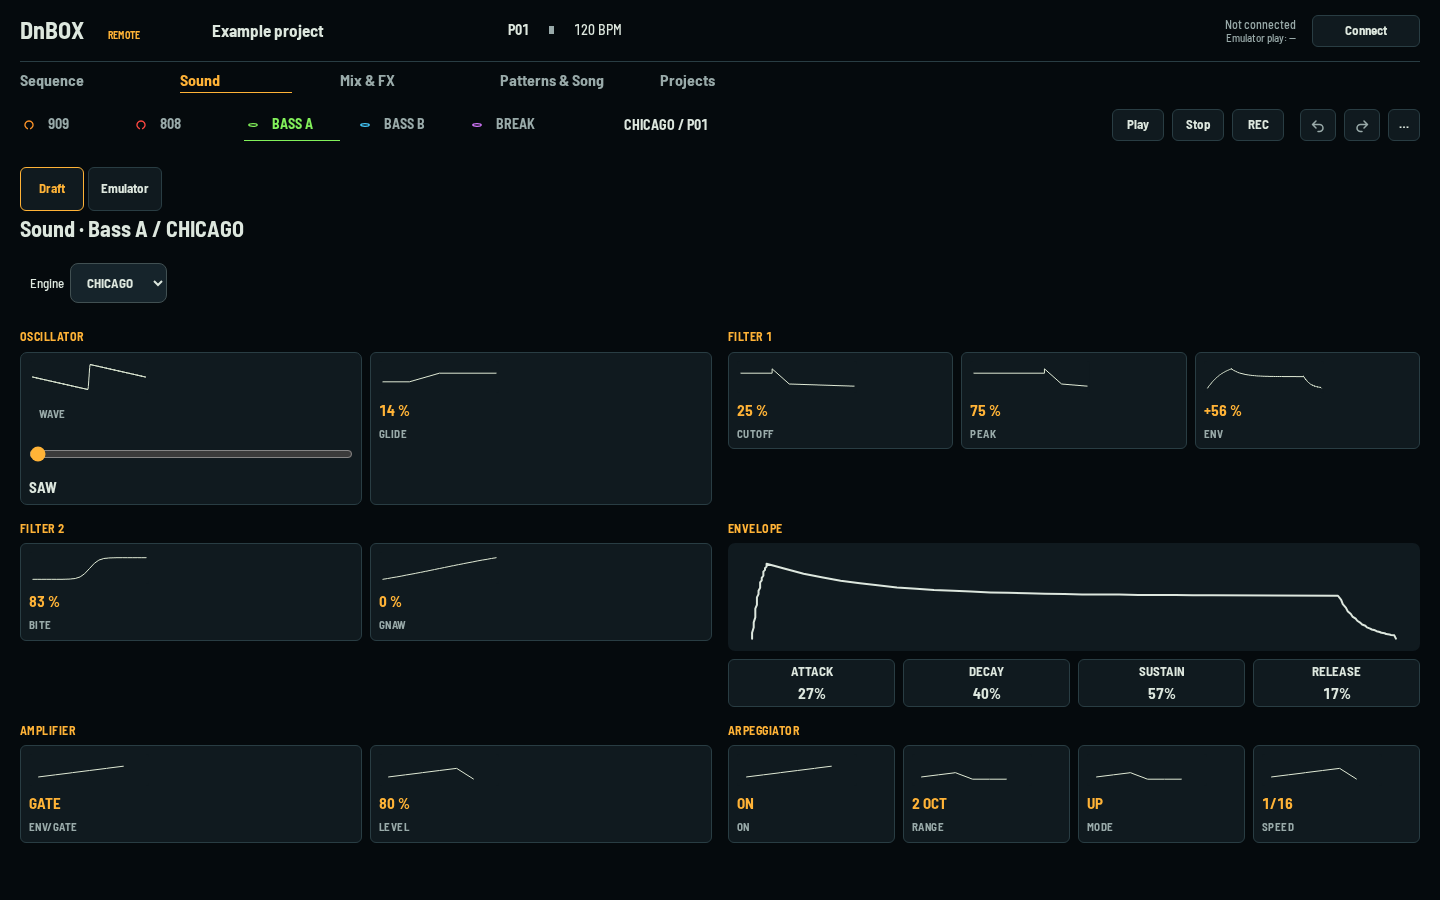 DnBOX REMOTE Example project P01 120 BPM Not connected
Emulator play: – Connect
Sequence Sound Mix & FX Patterns & Song Projects
909 808 BASS A BASS B BREAK CHICAGO / P01 Play Stop REC ...
Draft Emulator
Sound · Bass A / CHICAGO
Engine CHICAGO
OSCILLATOR
WAVE
SAW
14 %
GLIDE
FILTER 1
25 % 75 % +56 %
CUTOFF PEAK ENV
FILTER 2
83 % 0 %
BITE GNAW
ENVELOPE
ATTACK DECAY SUSTAIN RELEASE
27% 40% 57% 17%
AMPLIFIER
GATE 80 %
ENV/GATE LEVEL
ARPEGGIATOR
ON 2 OCT UP 1/16
ON RANGE MODE SPEED